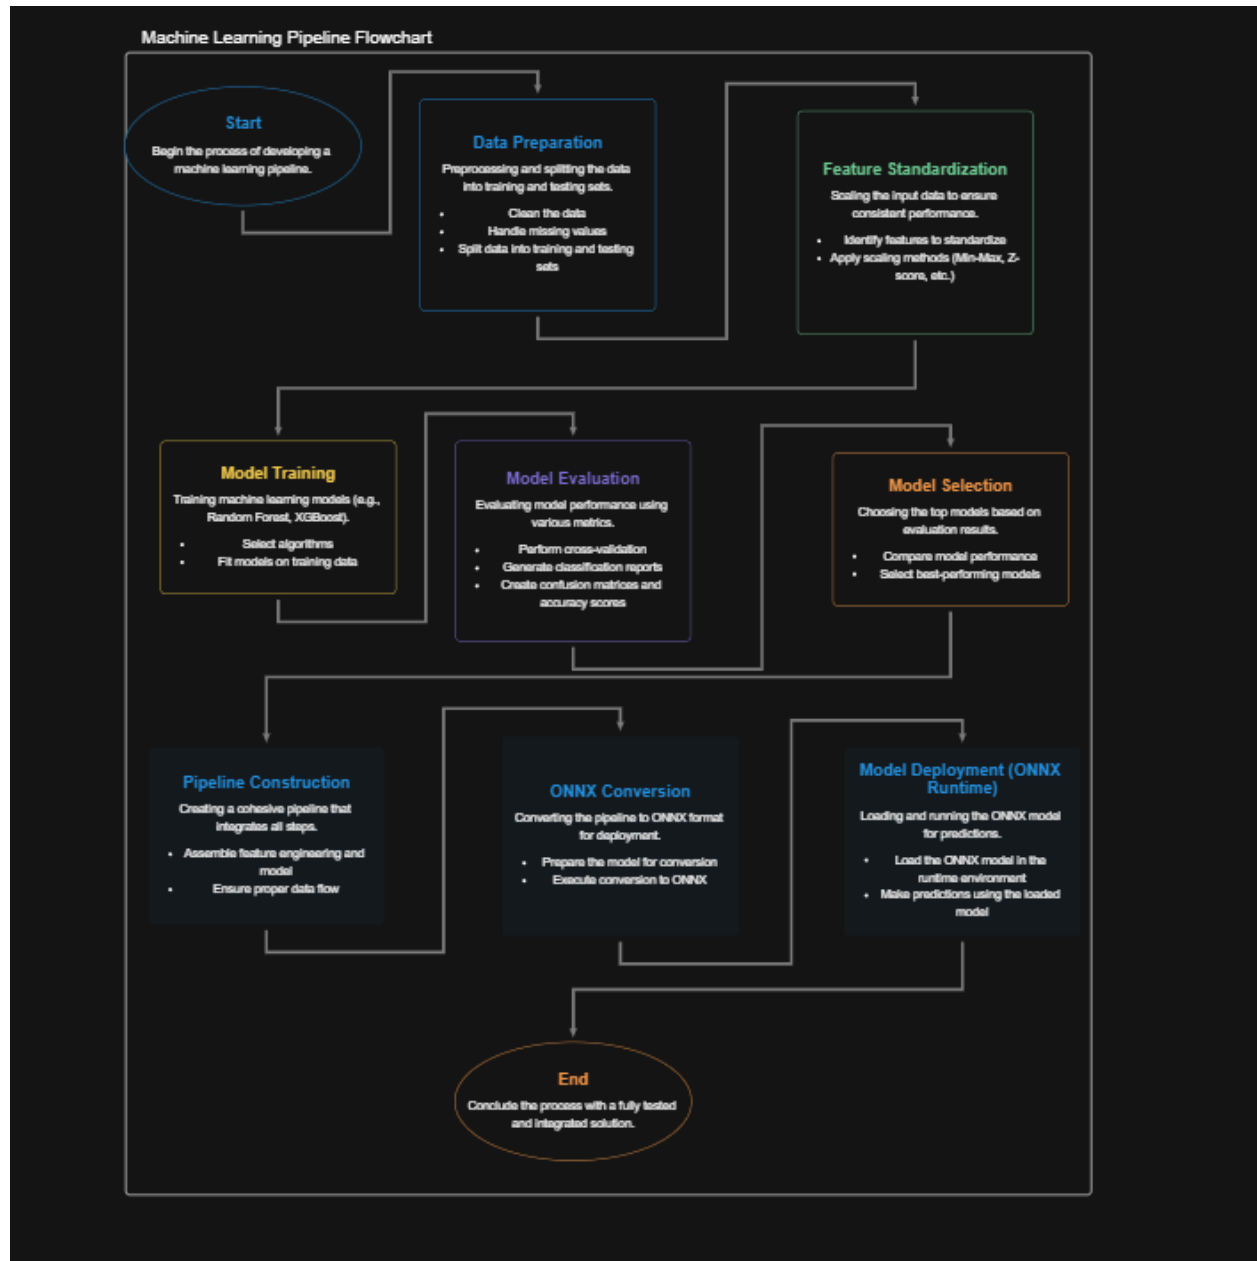 Machine Learning Pipeline Flowchart
Start
Begin the process of developing a
machine learning pipeline.
Data Preparation
Preprocessing and splitting the data
into training and testing sets.
• Clean the data
• Handle missing values
• Split data into training and testing
sets
Feature Standardization
Scaling the input data to ensure
consistent performance.
• Identify features to standardize
• Apply scaling methods (Min-Max, Z-
score, etc.)
Model Training
Training machine learning models (e.g.,
Random Forest, XGBoost).
• Select algorithms
• Fit models on training data
Model Evaluation
Evaluating model performance using
various metrics.
• Perform cross-validation
• Generate classification reports
• Create confusion matrices and
accuracy scores
Model Selection
Choosing the top models based on
evaluation results.
• Compare model performance
• Select best-performing models
Pipeline Construction
Creating a cohesive pipeline that
integrates all steps.
• Assemble feature engineering and
model
• Ensure proper data flow
ONNX Conversion
Converting the pipeline to ONNX format
for deployment.
• Prepare the model for conversion
• Execute conversion to ONNX
Model Deployment (ONNX
Runtime)
Loading and running the ONNX model
for predictions.
• Load the ONNX model in the
runtime environment
• Make predictions using the loaded
model
End
Conclude the process with a fully tested
and integrated solution.